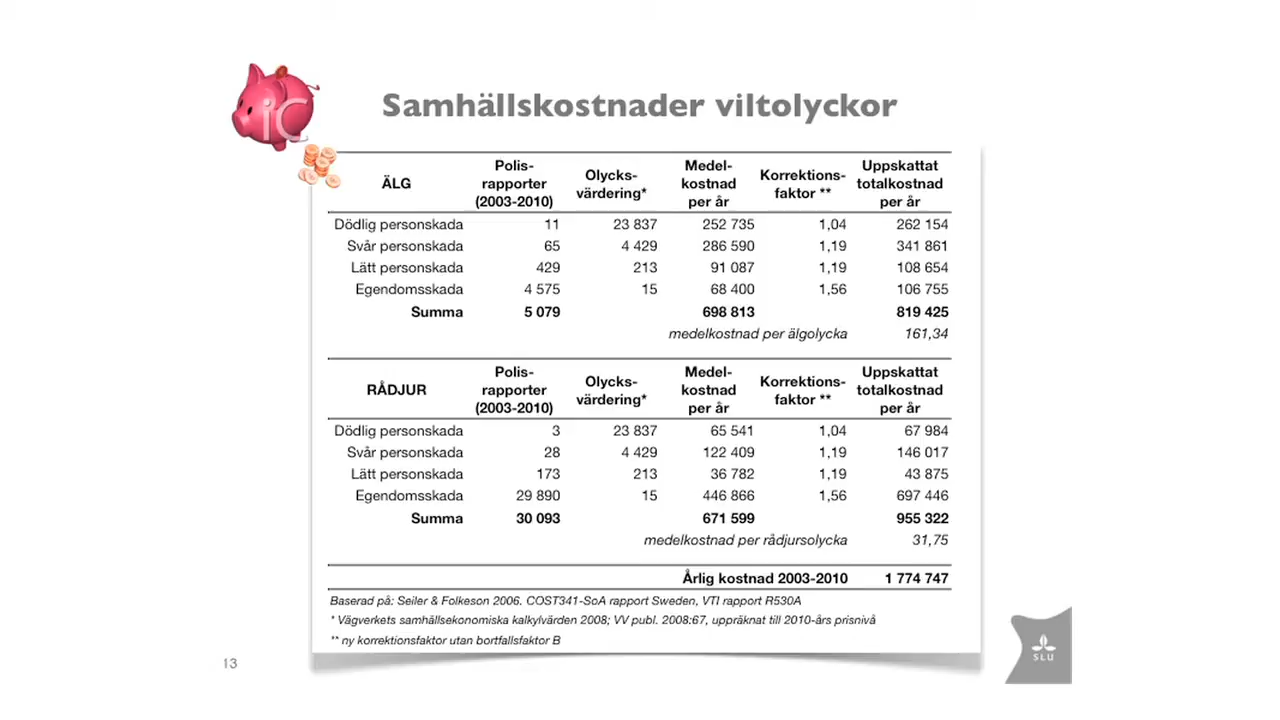 Samhällskostnader viltolyckor
iC
ÄLG Polis-rapporter (2003-2010) Olycks-värdering* Medel-kostnad per år Korrektions-faktor ** Uppskattat totalkostnad per år
Dödlig personskada 11 23 837 252 735 1,04 262 154
Svår personskada 65 4 429 286 590 1,19 341 861
Lätt personskada 429 213 91 087 1,19 108 654
Egendomsskada 4 575 15 68 400 1,56 106 755
Summa 5 079 698 813 819 425
medelkostnad per älgolycka 161,34
RÅDJUR Polis-rapporter (2003-2010) Olycks-värdering* Medel-kostnad per år Korrektions-faktor ** Uppskattat totalkostnad per år
Dödlig personskada 3 23 837 65 541 1,04 67 984
Svår personskada 28 4 429 122 409 1,19 146 017
Lätt personskada 173 213 36 782 1,19 43 875
Egendomsskada 29 890 15 446 866 1,56 697 446
Summa 30 093 671 599 955 322
medelkostnad per rådjursolycka 31,75
Årlig kostnad 2003-2010 1 774 747
Baserad på: Seiler & Folkeson 2006. COST341-SoA rapport Sweden, VTI rapport R530A
* Vägverkets samhällsekonomiska kalkylvärden 2008; VV publ. 2008:67, uppräknat till 2010-års prisnivå
** ny korrektionsfaktor utan bortfallsfaktor B
13
SLU